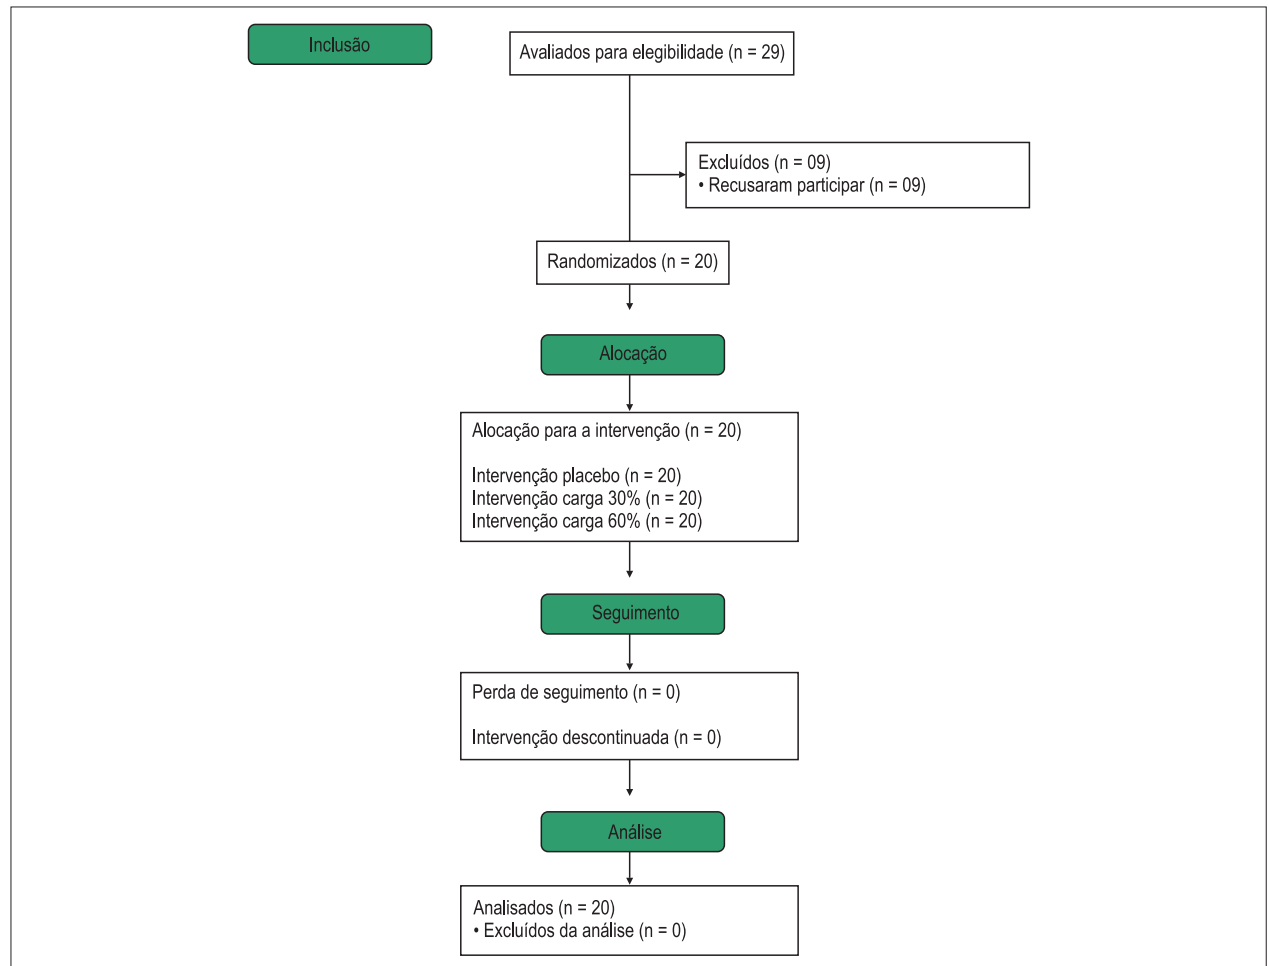 Inclusão
Avaliados para elegibilidade (n = 29)
Excluídos (n = 09)
• Recusaram participar (n = 09)
Randomizados (n = 20)
Alocação
Alocação para a intervenção (n = 20)
Intervenção placebo (n = 20)
Intervenção carga 30% (n = 20)
Intervenção carga 60% (n = 20)
Seguimento
Perda de seguimento (n = 0)
Intervenção descontinuada (n = 0)
Análise
Analisados (n = 20)
• Excluídos da análise (n = 0)